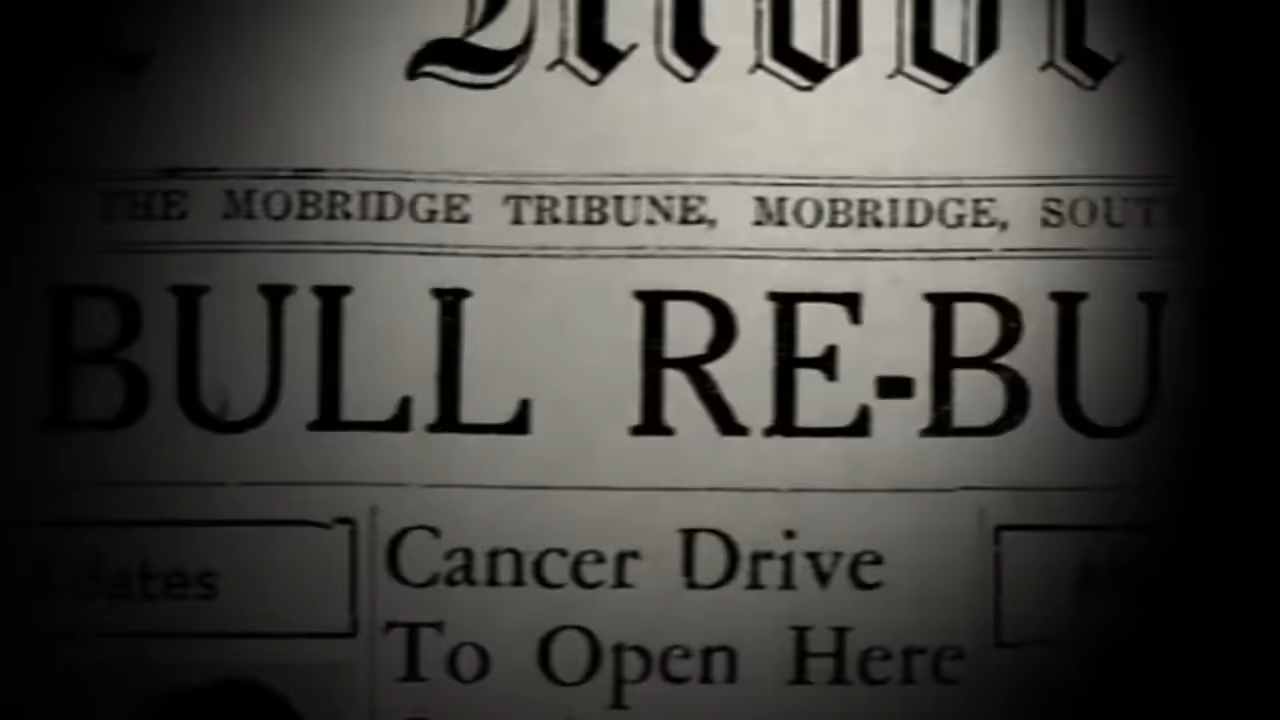 THE MOBRIDGE TRIBUNE, MOBRIDGE, SOUT
BULL RE-BU
dates
Cancer Drive
To Open Here